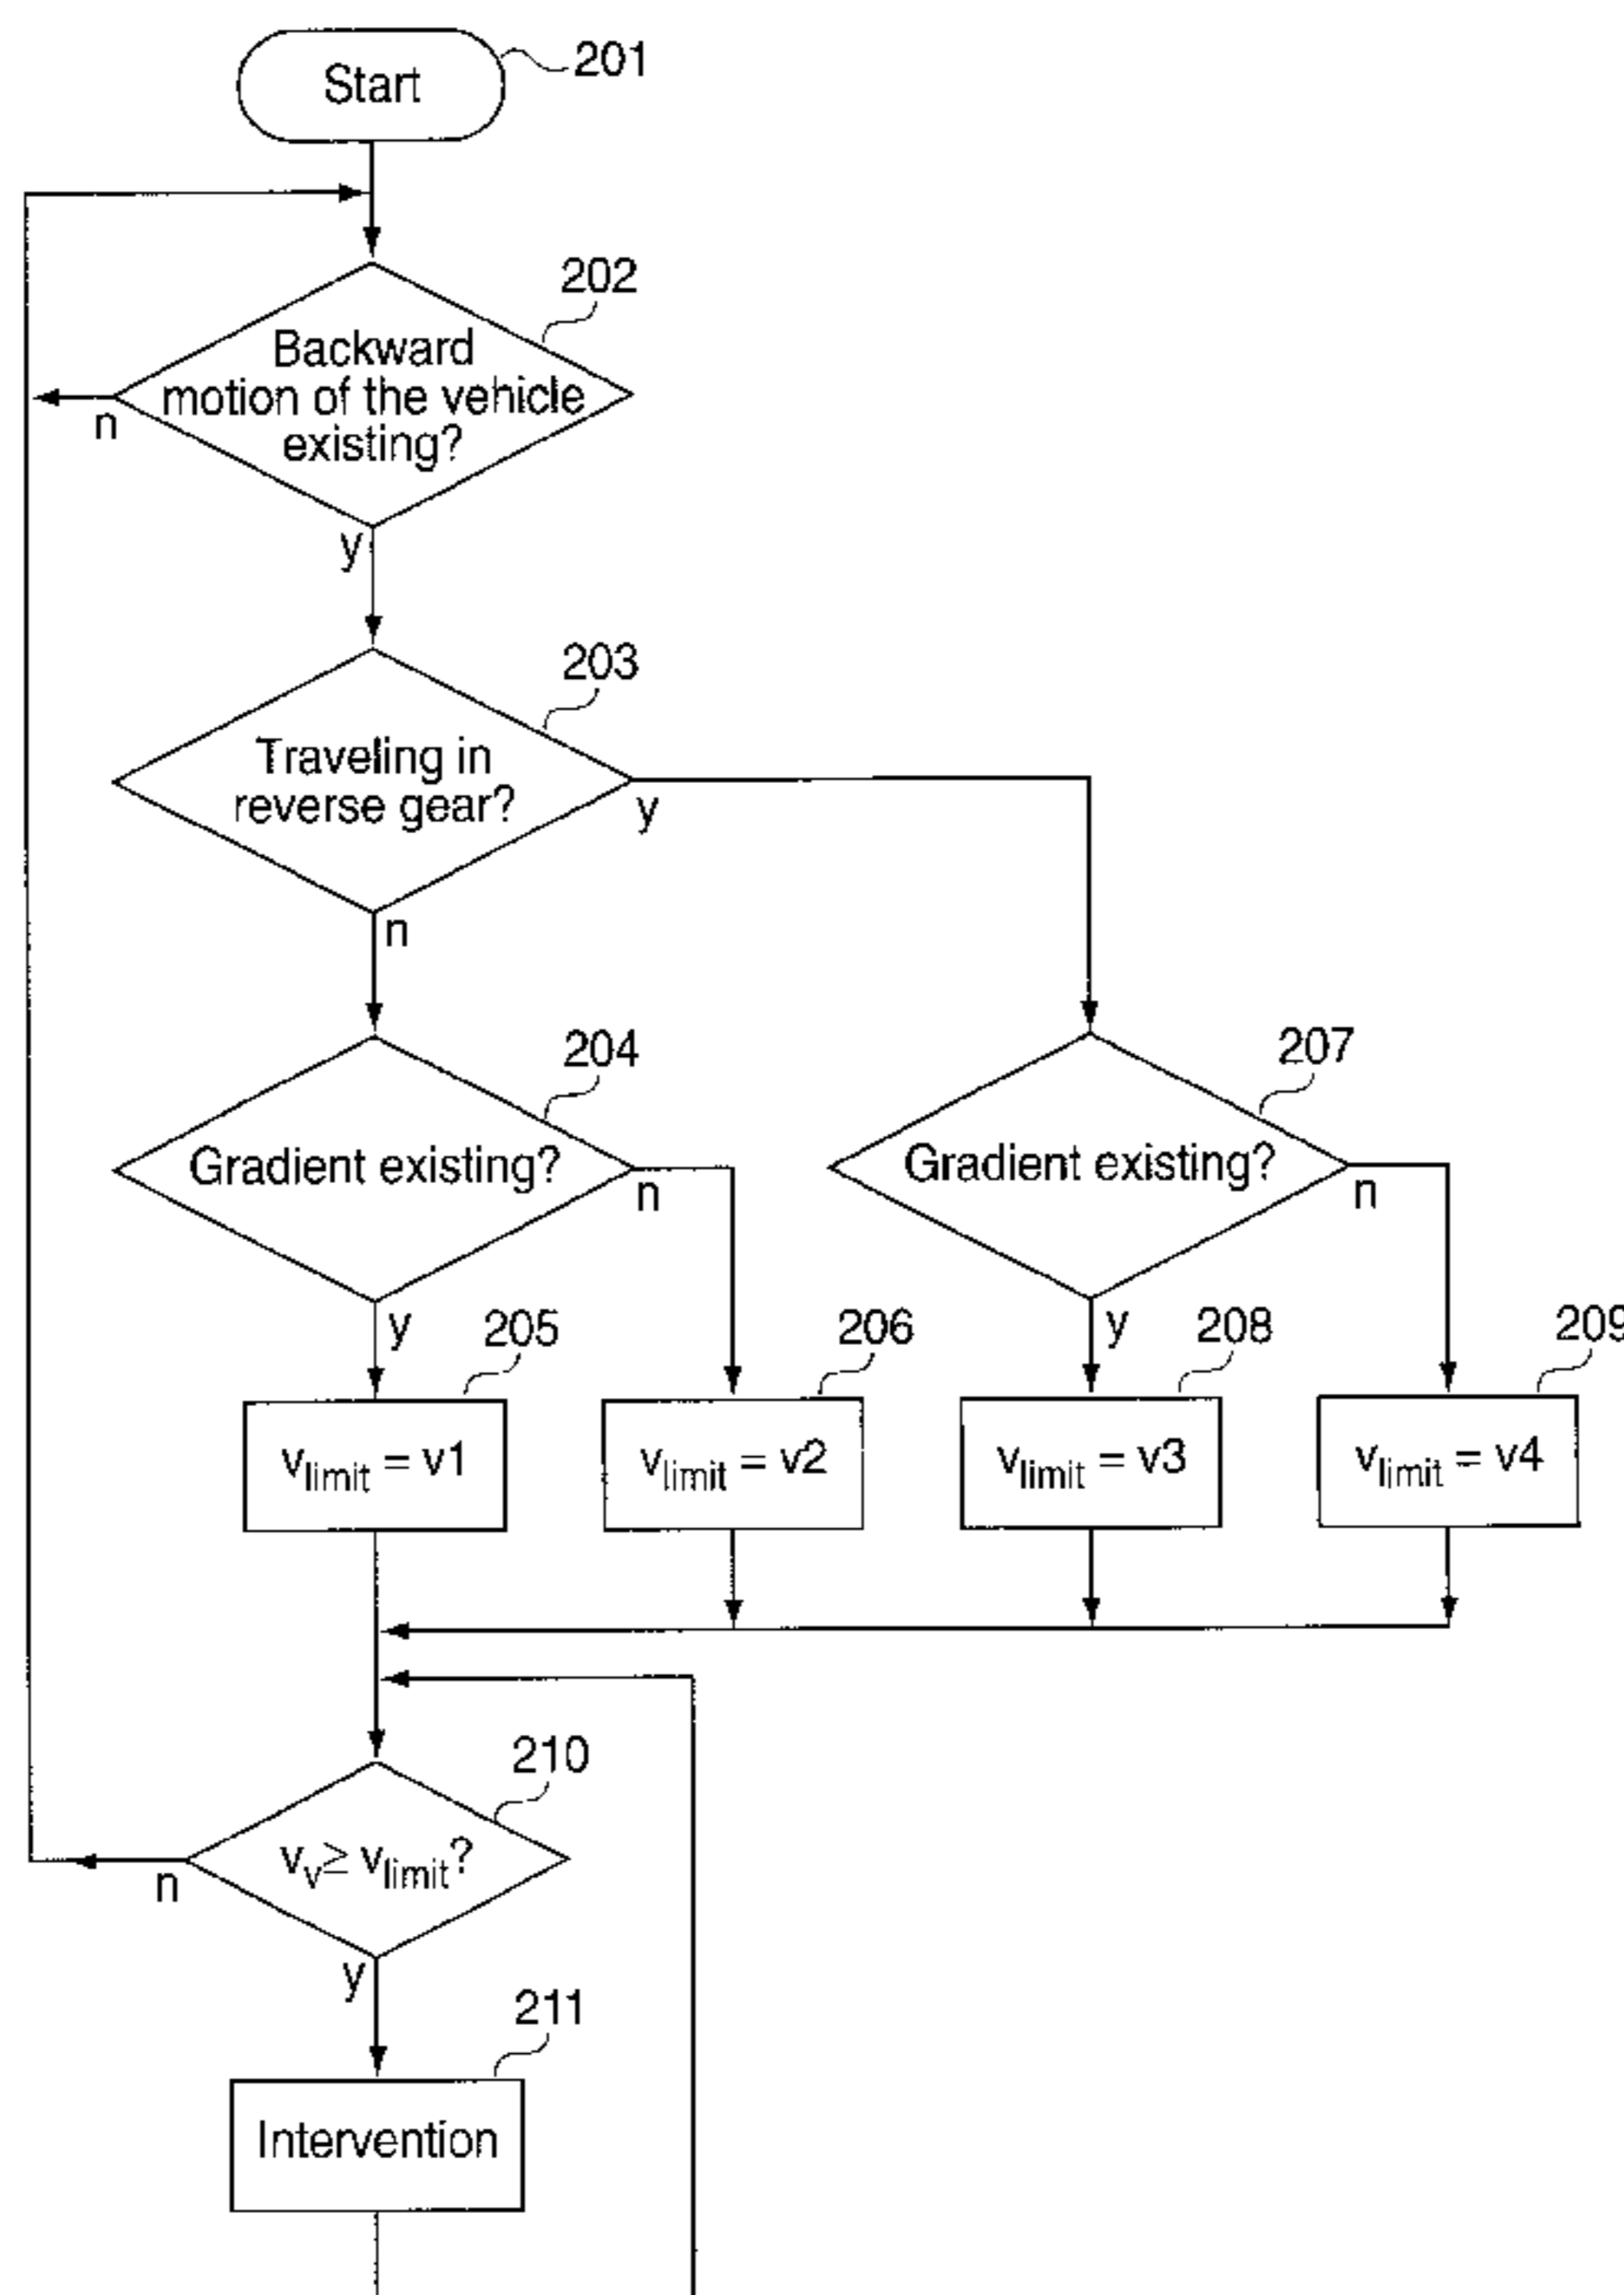 Start
201
202
Backward
motion of the vehicle
existing?
n
y
203
Traveling in
reverse gear?
y
n
204
Gradient existing?
n
y
207
Gradient existing?
n
y
205
v_limit = v1
206
v_limit = v2
208
v_limit = v3
209
v_limit = v4
210
v_v ≥ v_limit?
n
y
211
Intervention